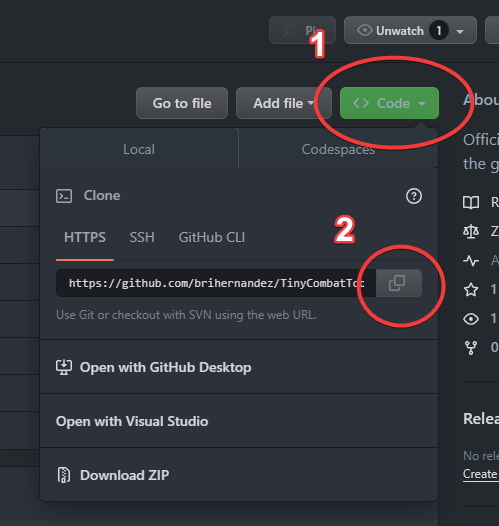 Unwatch 1
1
Go to file
Add file
Code
Local
Codespaces
Clone
HTTPS
SSH
GitHub CLI
2
https://github.com/brihernandez/TinyCombatToo
Use Git or checkout with SVN using the web URL.
Open with GitHub Desktop
Open with Visual Studio
Download ZIP
Abou
Offici
the g
R
Z
A
1
1
0
Relea
No rele
Create